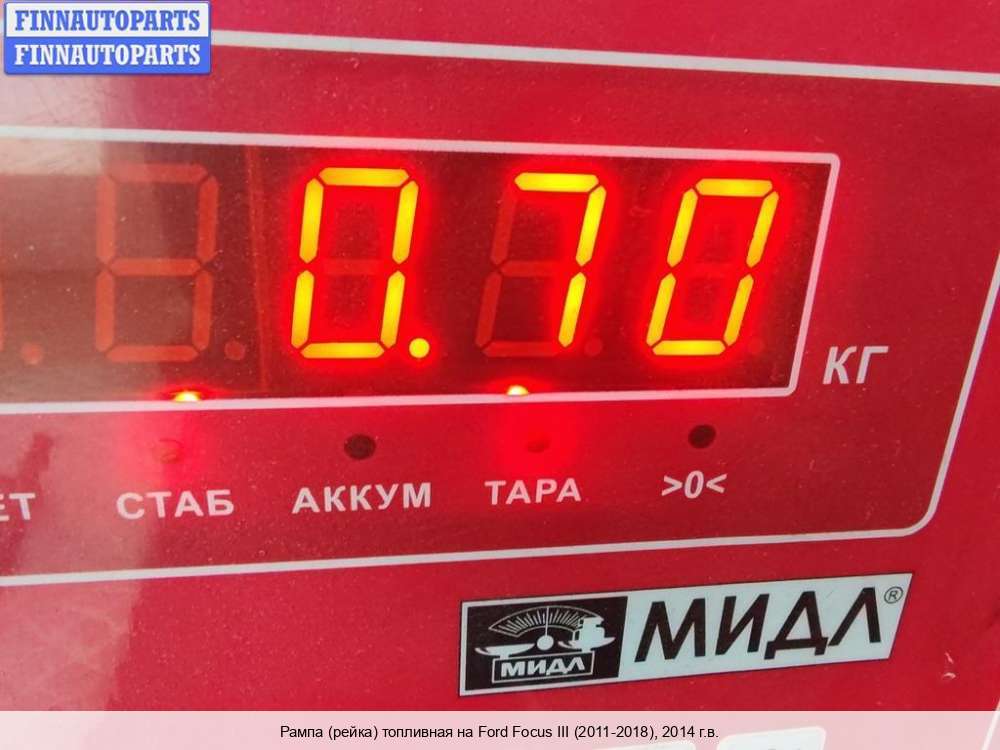 FINNAUTOPARTS
FINNAUTOPARTS
0.70
КГ
СТАБ АККУМ ТАРА >0<
МИДЛ МИДЛ®
Рампа (рейка) топливная на Ford Focus III (2011-2018), 2014 г.в.